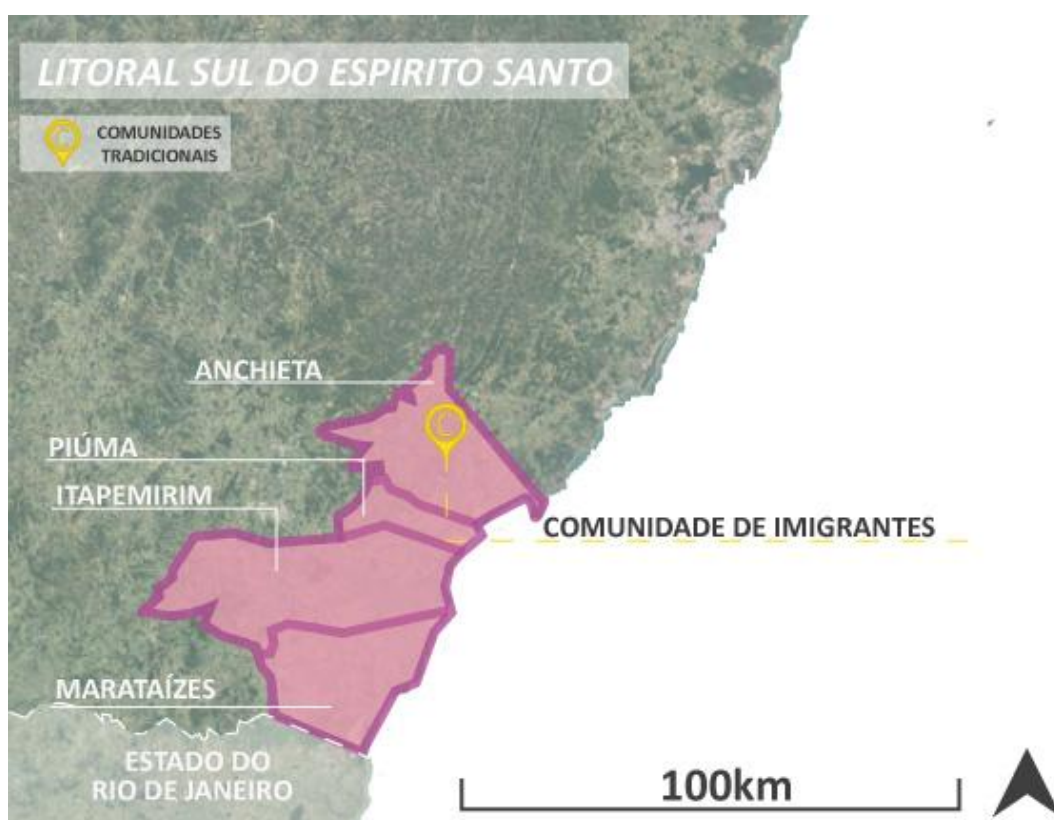 LITORAL SUL DO ESPIRITO SANTO
COMUNIDADES
TRADICIONAIS
ANCHIETA
PIÚMA
ITAPEMIRIM
COMUNIDADE DE IMIGRANTES
MARATAÍZES
ESTADO DO
RIO DE JANEIRO
100km